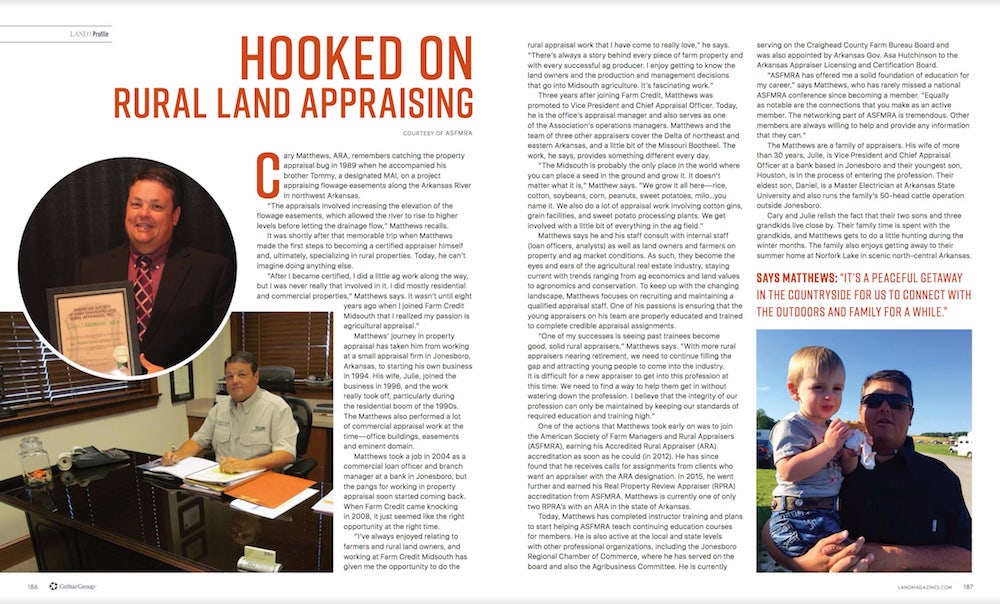 LAND / Profile
HOOKED ON
RURAL LAND APPRAISING
COURTESY OF ASFMRA
Cary Matthews, ARA, remembers catching the property
appraisal bug in 1989 when he accompanied his
brother Tommy, a designated MAI, on a project
appraising flowage easements along the Arkansas River
in northwest Arkansas.
“The appraisals involved increasing the elevation of the
flowage easements, which allowed the river to rise to higher
levels before letting the drainage flow,” Matthews recalls.
It was shortly after that memorable trip when Matthews
made the first steps to becoming a certified appraiser himself
and, ultimately, specializing in rural properties. Today, he can’t
imagine doing anything else.
“After I became certified, I did a little ag work along the way,
but I was never really that involved in it. I did mostly residential
and commercial properties,” Matthews says. It wasn’t until eight
years ago when I joined Farm Credit
Midsouth that I realized my passion is
agricultural appraisal.”
Matthews’ journey in property
appraisal has taken him from working
at a small appraisal firm in Jonesboro,
Arkansas, to starting his own business
in 1994. His wife, Julie, joined the
business in 1996, and the work
really took off, particularly during
the residential boom of the 1990s.
The Matthews also performed a lot
of commercial appraisal work at the
time—office buildings, easements
and eminent domain.
Matthews took a job in 2004 as a
commercial loan officer and branch
manager at a bank in Jonesboro, but
the pangs for working in property
appraisal soon started coming back.
When Farm Credit came knocking
in 2008, it just seemed like the right
opportunity at the right time.
“I’ve always enjoyed relating to
farmers and rural land owners, and
working at Farm Credit Midsouth has
given me the opportunity to do the
rural appraisal work that I have come to really love,” he says.
“There’s always a story behind every piece of farm property and
with every successful ag producer. I enjoy getting to know the
land owners and the production and management decisions
that go into Midsouth agriculture. It’s fascinating work.”
Three years after joining Farm Credit, Matthews was
promoted to Vice President and Chief Appraisal Officer. Today,
he is the office’s appraisal manager and also serves as one
of the Association’s operations managers. Matthews and the
team of three other appraisers cover the Delta of northeast and
eastern Arkansas, and a little bit of the Missouri Bootheel. The
work, he says, provides something different every day.
“The Midsouth is probably the only place in the world where
you can place a seed in the ground and grow it. It doesn’t
matter what it is,” Matthew says. “We grow it all here—rice,
cotton, soybeans, corn, peanuts, sweet potatoes, milo...you
name it. We also do a lot of appraisal work involving cotton gins,
grain facilities, and sweet potato processing plants. We get
involved with a little bit of everything in the ag field.”
Matthews says he and his staff consult with internal staff
(loan officers, analysts) as well as land owners and farmers on
property and ag market conditions. As such, they become the
eyes and ears of the agricultural real estate industry, staying
current with trends ranging from ag economics and land values
to agronomics and conservation. To keep up with the changing
landscape, Matthews focuses on recruiting and maintaining a
qualified appraisal staff. One of his passions is ensuring that the
young appraisers on his team are properly educated and trained
to complete credible appraisal assignments.
“One of my successes is seeing past trainees become
good, solid rural appraisers,” Matthews says. “With more rural
appraisers nearing retirement, we need to continue filling the
gap and attracting young people to come into the industry.
It is difficult for a new appraiser to get into this profession at
this time. We need to find a way to help them get in without
watering down the profession. I believe that the integrity of our
profession can only be maintained by keeping our standards of
required education and training high.”
One of the actions that Matthews took early on was to join
the American Society of Farm Managers and Rural Appraisers
(ASFMRA), earning his Accredited Rural Appraiser (ARA)
accreditation as soon as he could (in 2012). He has since
found that he receives calls for assignments from clients who
want an appraiser with the ARA designation. In 2015, he went
further and earned his Real Property Review Appraiser (RPRA)
accreditation from ASFMRA. Matthews is currently one of only
two RPRA’s with an ARA in the state of Arkansas.
Today, Matthews has completed instructor training and plans
to start helping ASFMRA teach continuing education courses
for members. He is also active at the local and state levels
with other professional organizations, including the Jonesboro
Regional Chamber of Commerce, where he has served on the
board and also the Agribusiness Committee. He is currently
serving on the Craighead County Farm Bureau Board and
was also appointed by Arkansas Gov. Asa Hutchinson to the
Arkansas Appraiser Licensing and Certification Board.
“ASFMRA has offered me a solid foundation of education for
my career,” says Matthews, who has rarely missed a national
ASFMRA conference since becoming a member. “Equally
as notable are the connections that you make as an active
member. The networking part of ASFMRA is tremendous. Other
members are always willing to help and provide any information
that they can.”
The Matthews are a family of appraisers. His wife of more
than 30 years, Julie, is Vice President and Chief Appraisal
Officer at a bank based in Jonesboro and their youngest son,
Houston, is in the process of entering the profession. Their
eldest son, Daniel, is a Master Electrician at Arkansas State
University and also runs the family’s 50-head cattle operation
outside Jonesboro.
Cary and Julie relish the fact that their two sons and three
grandkids live close by. Their family time is spent with the
grandkids, and Matthews gets to do a little hunting during the
winter months. The family also enjoys getting away to their
summer home at Norfork Lake in scenic north-central Arkansas.
SAYS MATTHEWS: “IT’S A PEACEFUL GETAWAY
IN THE COUNTRYSIDE FOR US TO CONNECT WITH
THE OUTDOORS AND FAMILY FOR A WHILE.”
AMERICAN SOCIETY
OF FARM MANAGERS AND
RURAL APPRAISERS, INC.
186 CoStar Group
LANDMAGAZINES.COM 187